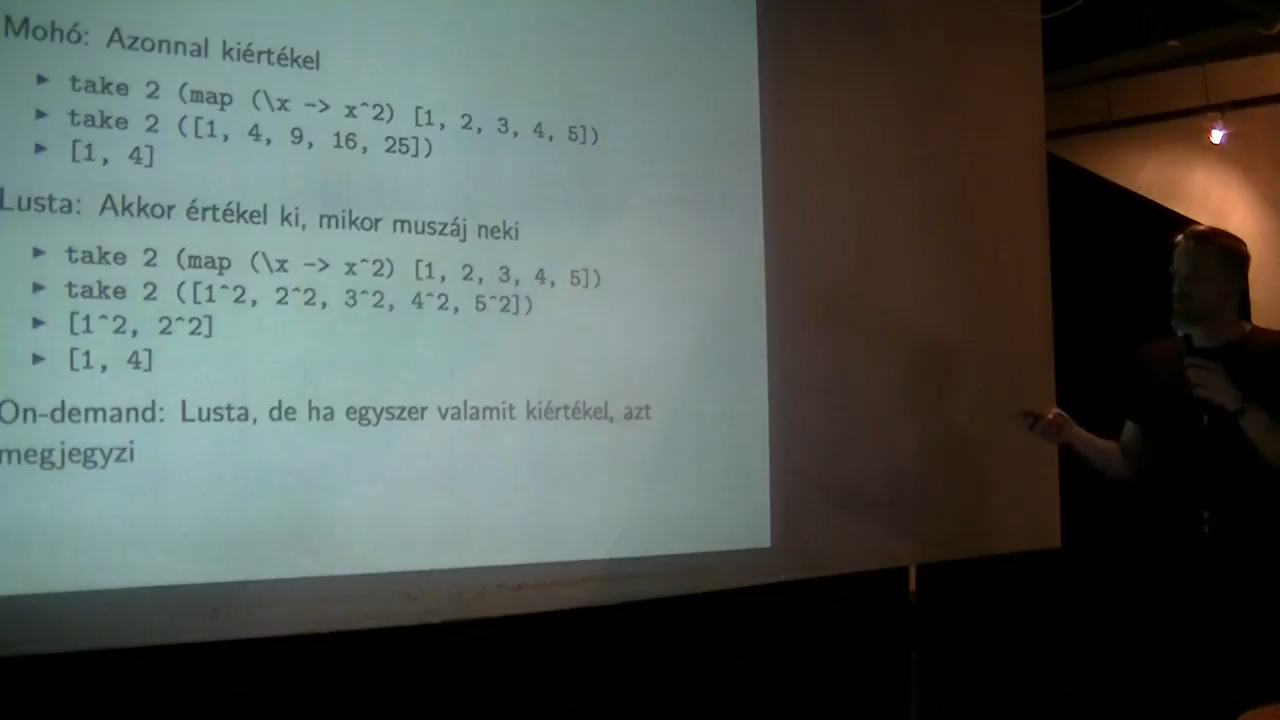 Mohó: Azonnal kiértékel
► take 2 (map (\x -> x^2) [1, 2, 3, 4, 5])
► take 2 ([1, 4, 9, 16, 25])
► [1, 4]
Lusta: Akkor értékel ki, mikor muszáj neki
► take 2 (map (\x -> x^2) [1, 2, 3, 4, 5])
► take 2 ([1^2, 2^2, 3^2, 4^2, 5^2])
► [1^2, 2^2]
► [1, 4]
On-demand: Lusta, de ha egyszer valamit kiértékel, azt
megjegyzi